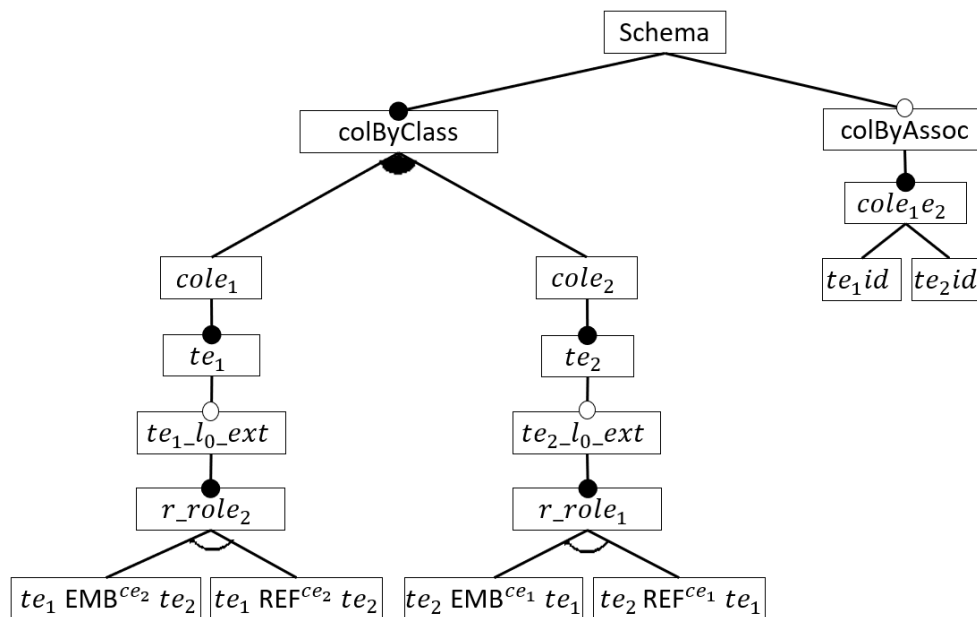 Schema
colByClass
colByAssoc
𝑐𝑜𝑙𝑒₁𝑒₂
𝑡𝑒₁𝑖𝑑
𝑡𝑒₂𝑖𝑑
𝑐𝑜𝑙𝑒₁
𝑐𝑜𝑙𝑒₂
𝑡𝑒₁
𝑡𝑒₂
𝑡𝑒₁_𝑙₀_𝑒𝑥𝑡
𝑡𝑒₂_𝑙₀_𝑒𝑥𝑡
𝑟_𝑟𝑜𝑙𝑒₂
𝑟_𝑟𝑜𝑙𝑒₁
𝑡𝑒₁ EMB^{𝑐𝑒₂} 𝑡𝑒₂
𝑡𝑒₁ REF^{𝑐𝑒₂} 𝑡𝑒₂
𝑡𝑒₂ EMB^{𝑐𝑒₁} 𝑡𝑒₁
𝑡𝑒₂ REF^{𝑐𝑒₁} 𝑡𝑒₁